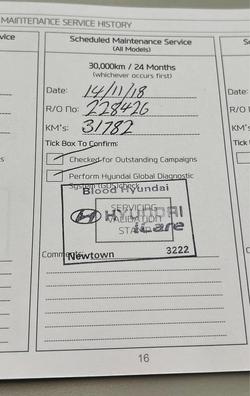 MAINTENANCE SERVICE HISTORY
vice
Scheduled Maintenance Service
(All Models)
30,000km / 24 Months
(whichever occurs first)
Date: 14/11/18
R/O No: 228426
KM's: 31782
Tick Box To Confirm:
Checked for Outstanding Campaigns
Perform Hyundai Global Diagnostic
System (GDS) check
Blood Hyundai
SERVICING
VALIDATION
STAMP
HYUNDAI
iCare
Comments:
Newtown 3222
16
Date:
R/O
KM's
Tick